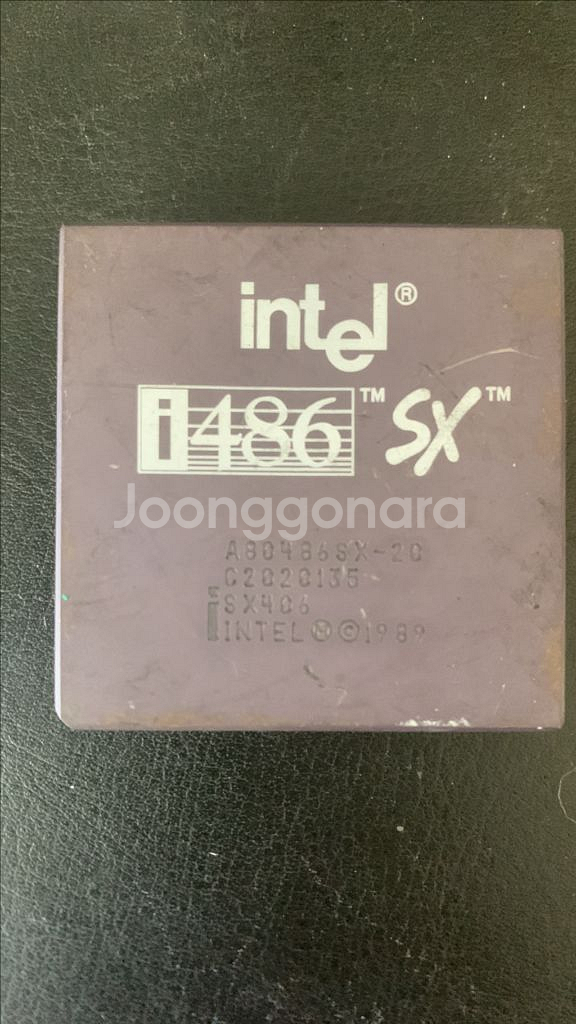 intel®
i486™ SX™
Joonggonara
A80486SX-20
C2020135
SX406
INTEL Ⓜ©1989